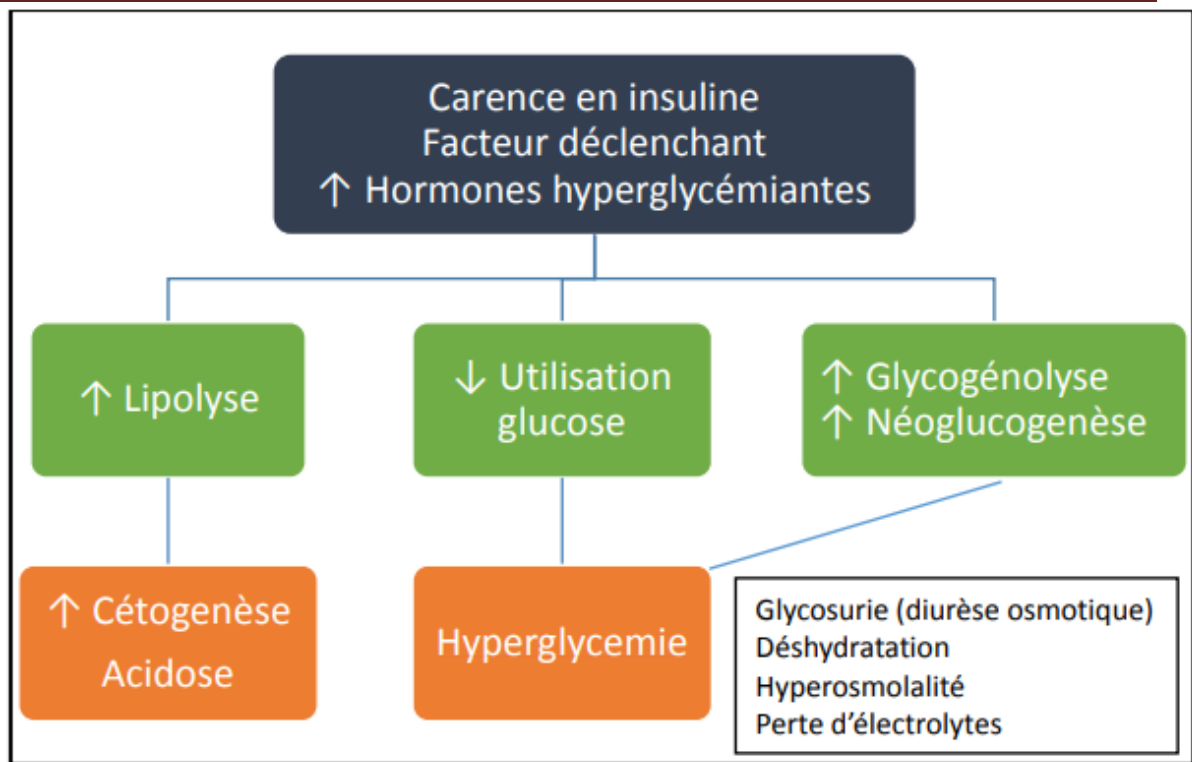 Carence en insuline
Facteur déclenchant
↑ Hormones hyperglycémiantes
↑ Lipolyse
↓ Utilisation
glucose
↑ Glycogénolyse
↑ Néoglucogenèse
↑ Cétogenèse
Acidose
Hyperglycemie
Glycosurie (diurèse osmotique)
Déshydratation
Hyperosmolalité
Perte d'électrolytes